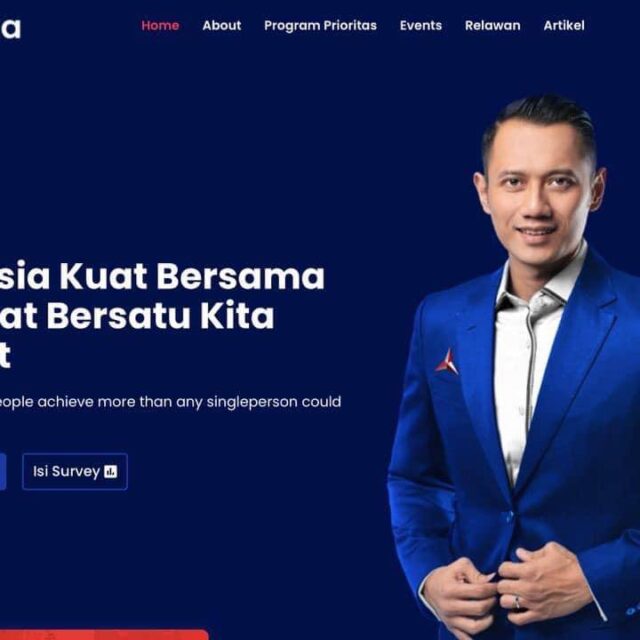 a
Home About Program Prioritas Events Relawan Artikel
sia Kuat Bersama
at Bersatu Kita
t
eople achieve more than any singleperson could
Isi Survey